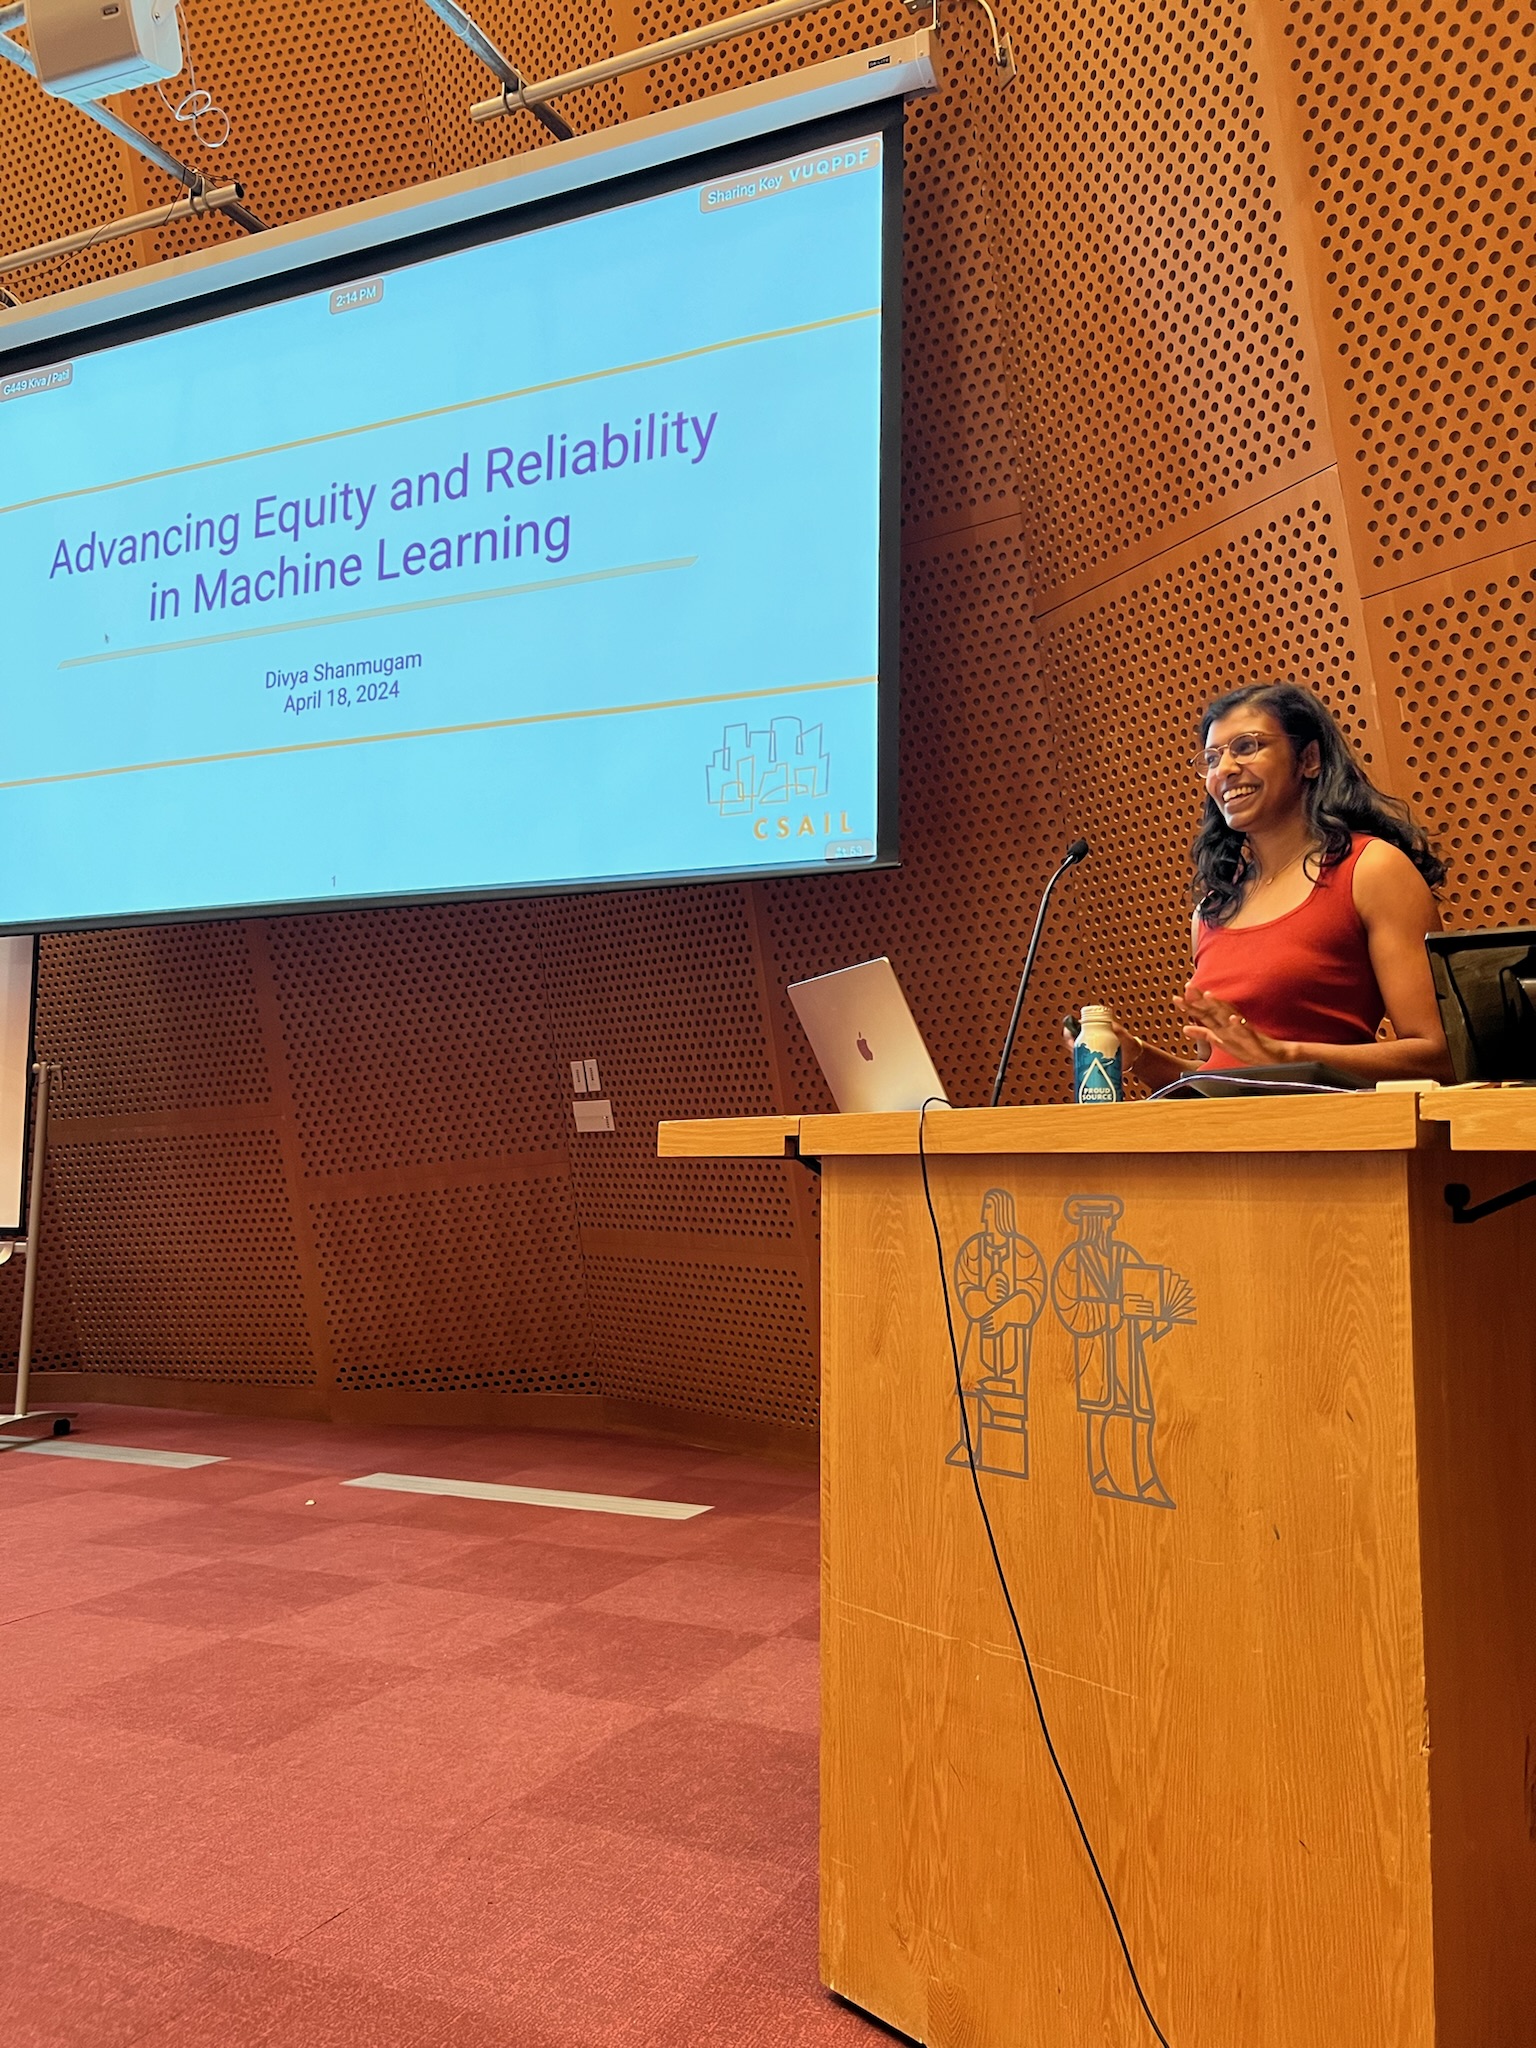 Sharing Key VUQPDF
2:14 PM
G449 Kiva / Patil
Advancing Equity and Reliability
in Machine Learning
Divya Shanmugam
April 18, 2024
CSAIL
1
PROUD
SOURCE